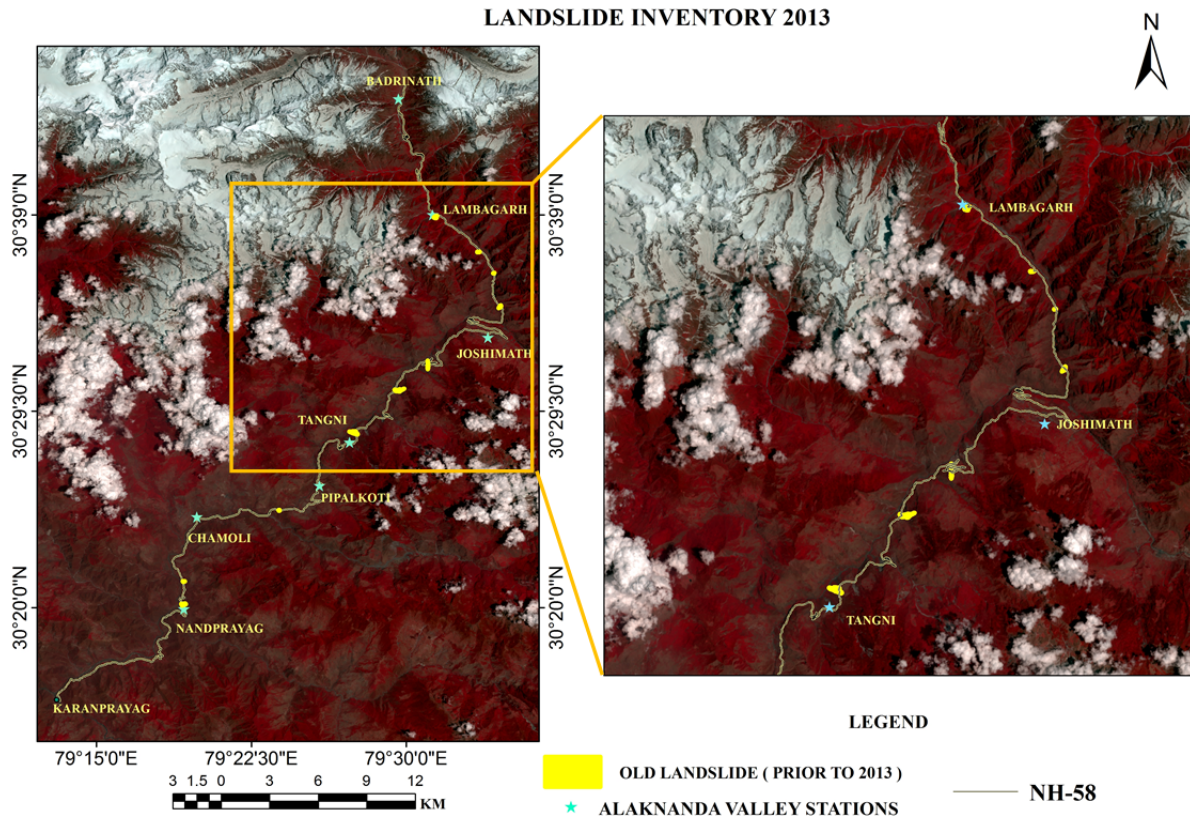 LANDSLIDE INVENTORY 2013
N
BADRINATH
LAMBAGARH
JOSHIMATH
TANGNI
PIPALKOTI
CHAMOLI
NANDPRAYAG
KARANPRAYAG
30°39'0"N
30°29'30"N
30°20'0"N
30°39'0"N
30°29'30"N
30°20'0"N
79°15'0"E
79°22'30"E
79°30'0"E
3 1.5 0 3 6 9 12
KM
LAMBAGARH
JOSHIMATH
TANGNI
LEGEND
OLD LANDSLIDE ( PRIOR TO 2013 )
ALAKNANDA VALLEY STATIONS
NH-58